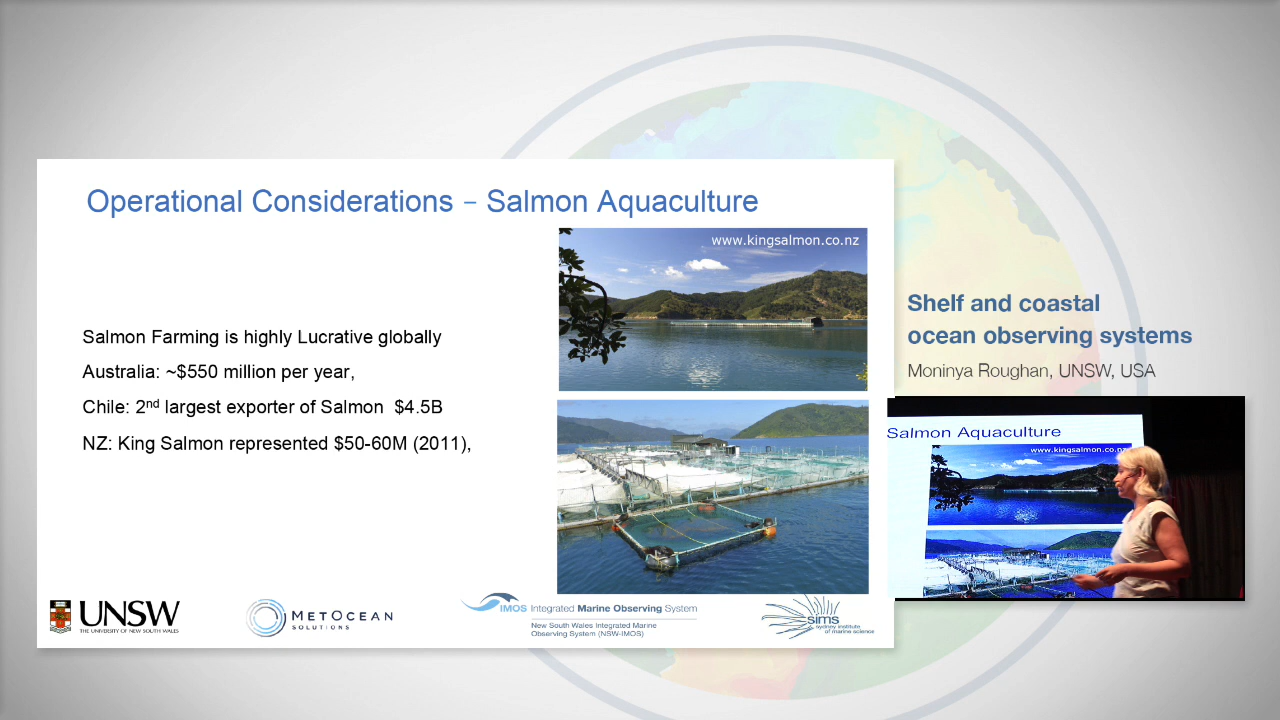 Operational Considerations – Salmon Aquaculture
www.kingsalmon.co.nz
Salmon Farming is highly Lucrative globally
Australia: ~$550 million per year,
Chile: 2nd largest exporter of Salmon $4.5B
NZ: King Salmon represented $50-60M (2011),
UNSW
THE UNIVERSITY OF NEW SOUTH WALES
METOCEAN
SOLUTIONS
IMOS Integrated Marine Observing System
New South Wales Integrated Marine
Observing System (NSW-IMOS)
sims
sydney institute
of marine science
Shelf and coastal
ocean observing systems
Moninya Roughan, UNSW, USA
Salmon Aquaculture
www.kingsalmon.co.nz